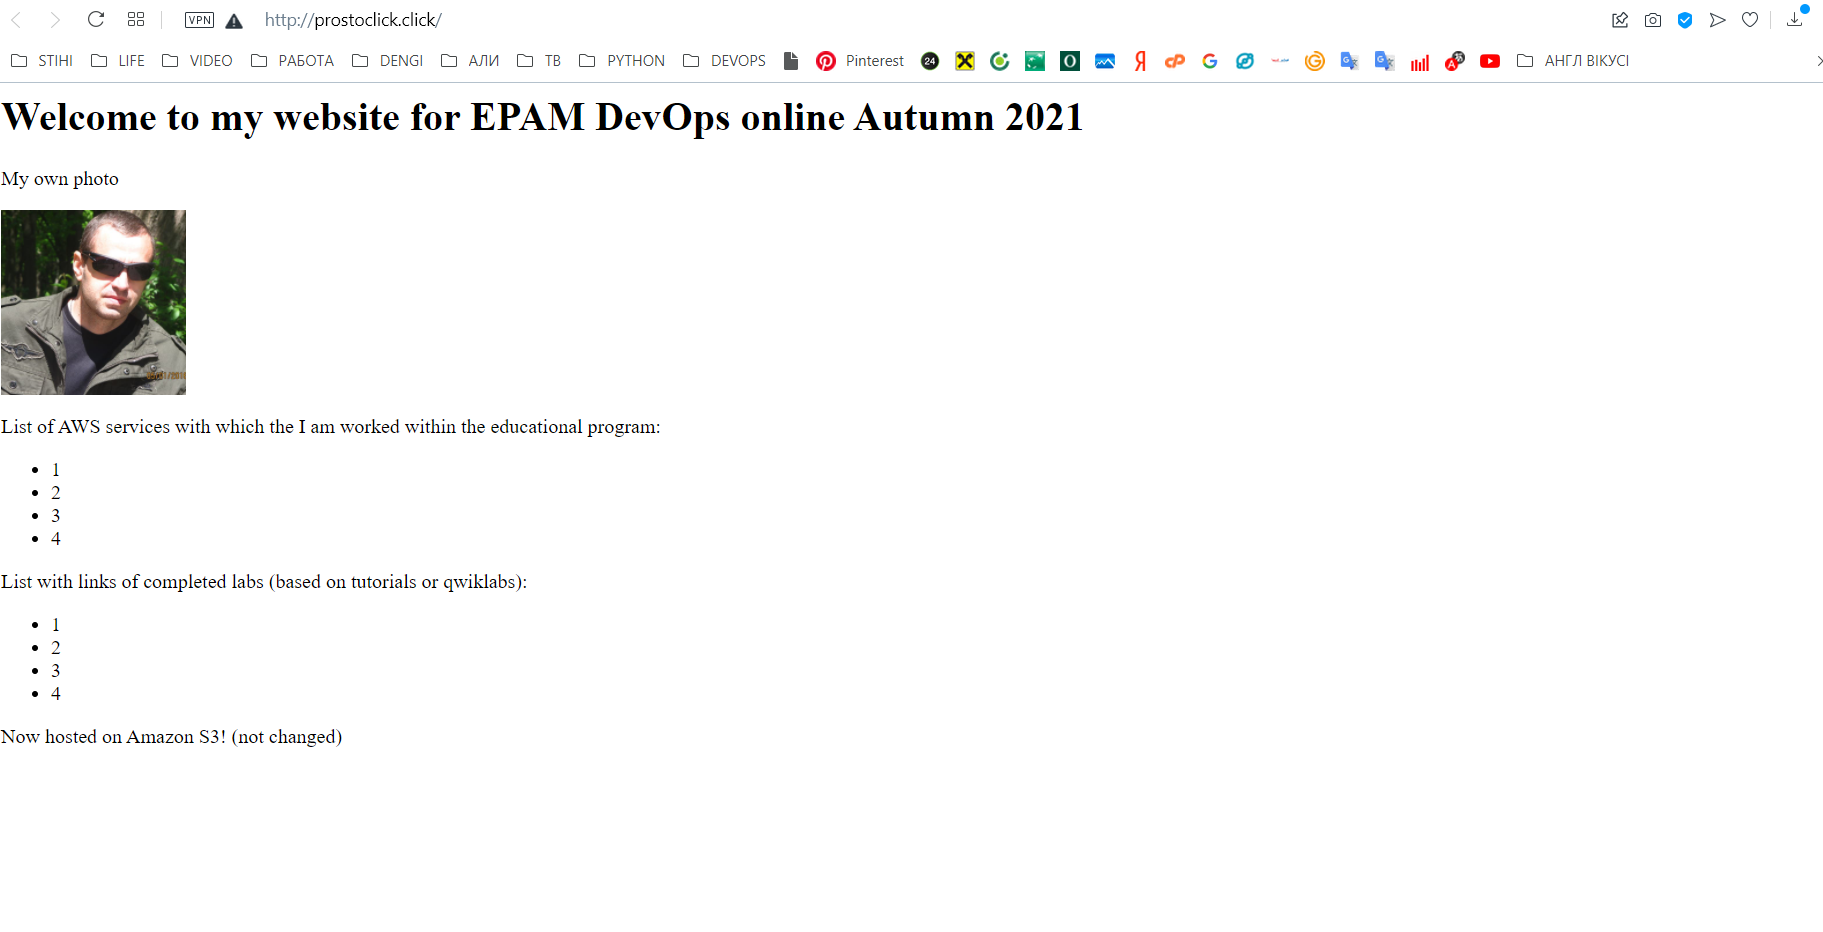 VPN http://prostoclick.click/
STIHI LIFE VIDEO РАБОТА DENGI АЛИ ТВ PYTHON DEVOPS Pinterest 24 АНГЛ ВІКУСІ
Welcome to my website for EPAM DevOps online Autumn 2021
My own photo
List of AWS services with which the I am worked within the educational program:
1
2
3
4
List with links of completed labs (based on tutorials or qwiklabs):
1
2
3
4
Now hosted on Amazon S3! (not changed)